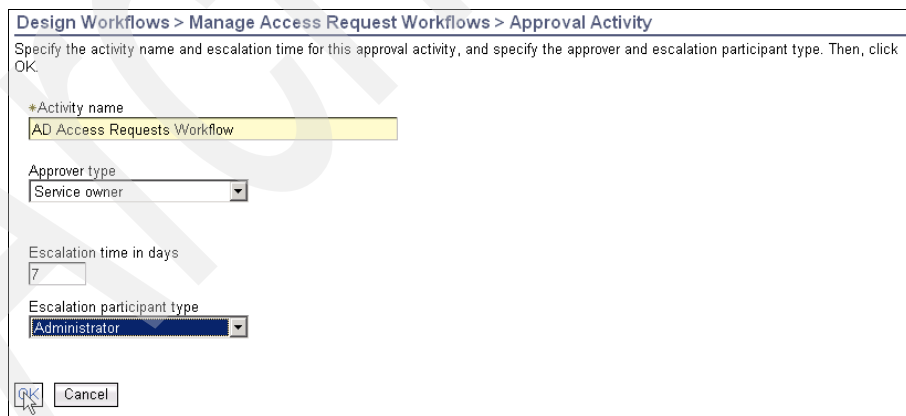 Design Workflows > Manage Access Request Workflows > Approval Activity
Specify the activity name and escalation time for this approval activity, and specify the approver and escalation participant type. Then, click
OK.
*Activity name
AD Access Requests Workflow
Approver type
Service owner
Escalation time in days
7
Escalation participant type
Administrator
OK Cancel